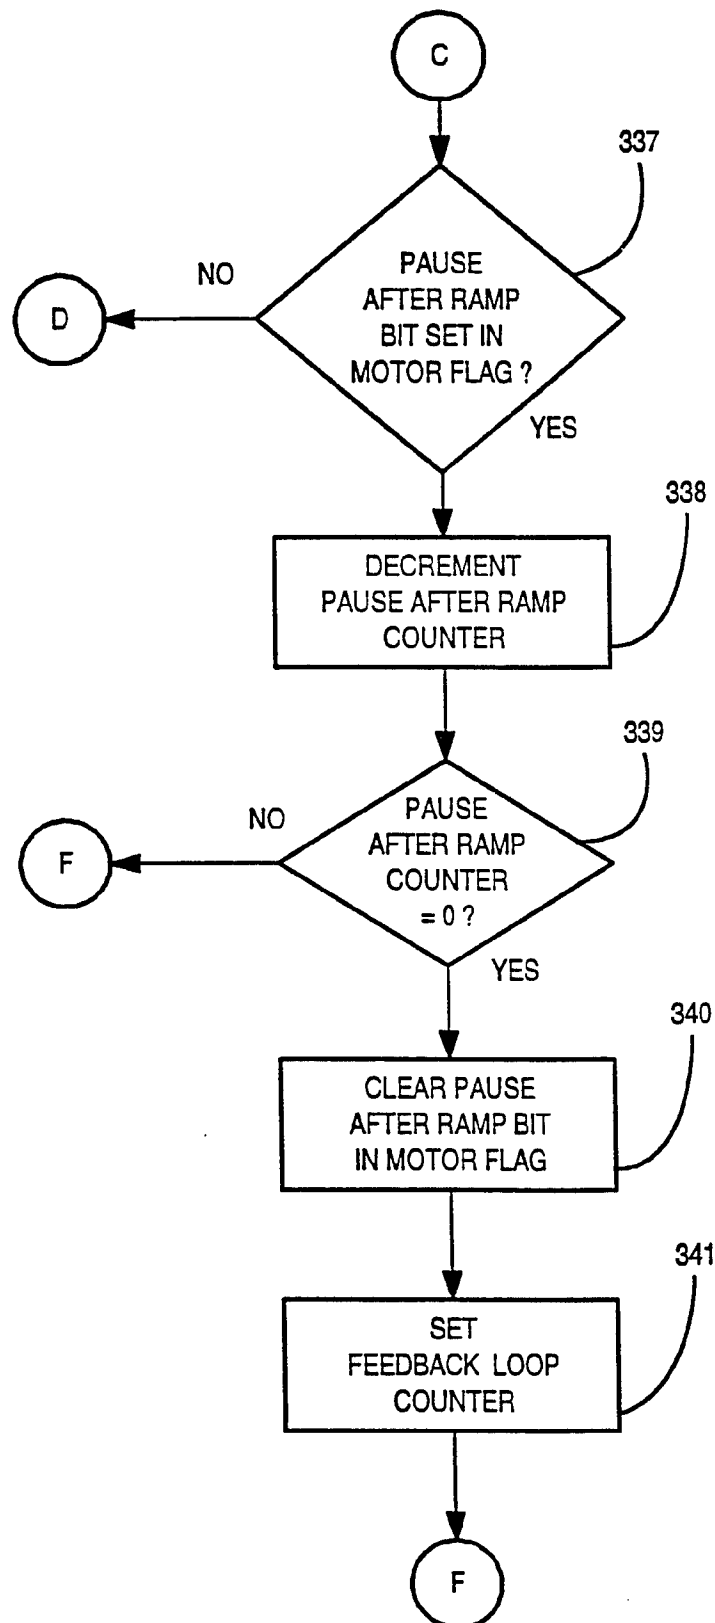 C
337
NO
PAUSE
AFTER RAMP
BIT SET IN
MOTOR FLAG ?
D
YES
338
DECREMENT
PAUSE AFTER RAMP
COUNTER
339
NO
PAUSE
AFTER RAMP
COUNTER
= 0 ?
F
YES
340
CLEAR PAUSE
AFTER RAMP BIT
IN MOTOR FLAG
341
SET
FEEDBACK LOOP
COUNTER
F